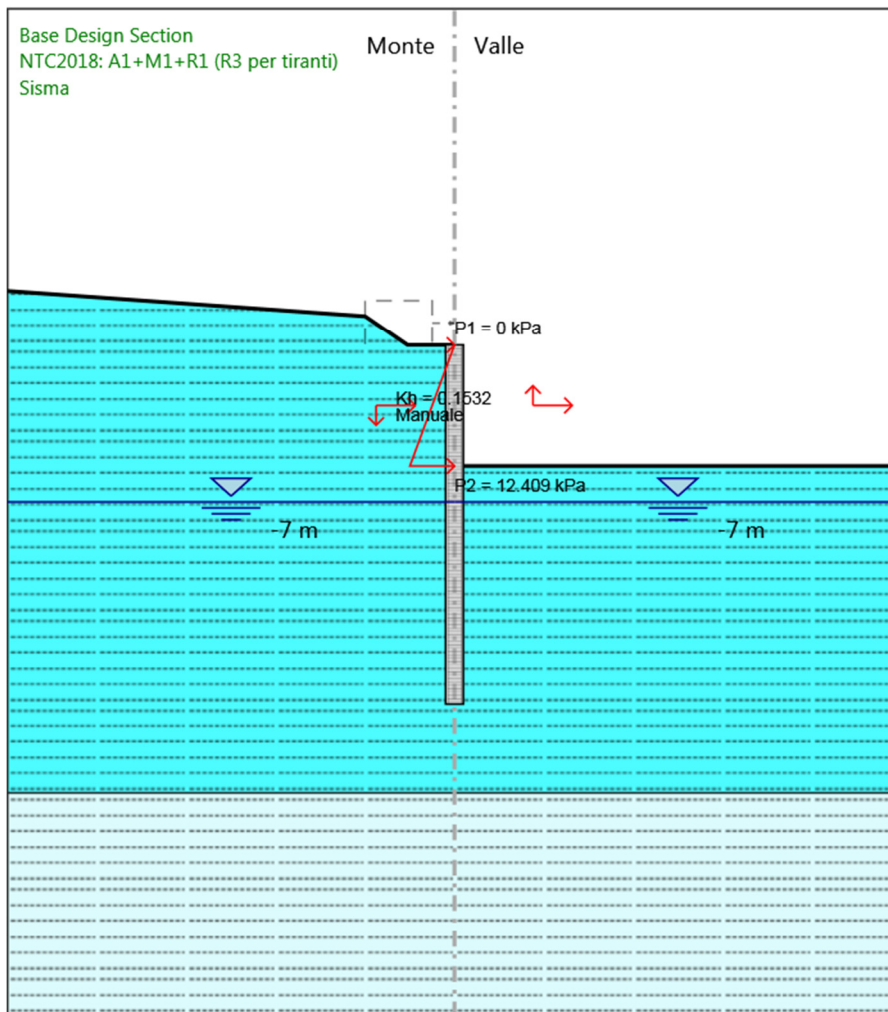 Base Design Section
NTC2018: A1+M1+R1 (R3 per tiranti)
Sisma
Monte
Valle
P1 = 0 kPa
Kh = 0.1532
Manuale
P2 = 12.409 kPa
-7 m
-7 m